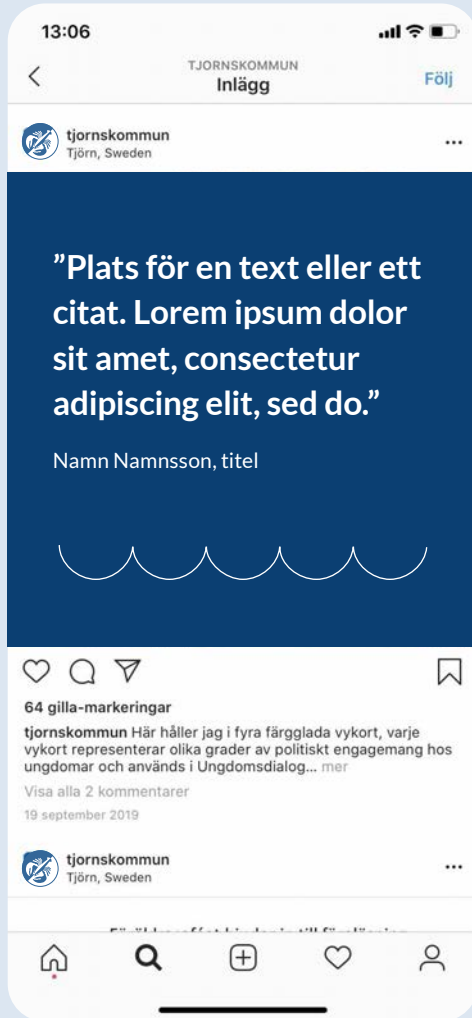 13:06
TJORNSKOMMUN
Inlägg
Följ
tjornskommun
Tjörn, Sweden
”Plats för en text eller ett
citat. Lorem ipsum dolor
sit amet, consectetur
adipiscing elit, sed do.”
Namn Namnsson, titel
64 gilla-markeringar
tjornskommun Här håller jag i fyra färgglada vykort, varje
vykort representerar olika grader av politiskt engagemang hos
ungdomar och används i Ungdomsdialog... mer
Visa alla 2 kommentarer
19 september 2019
tjornskommun
Tjörn, Sweden